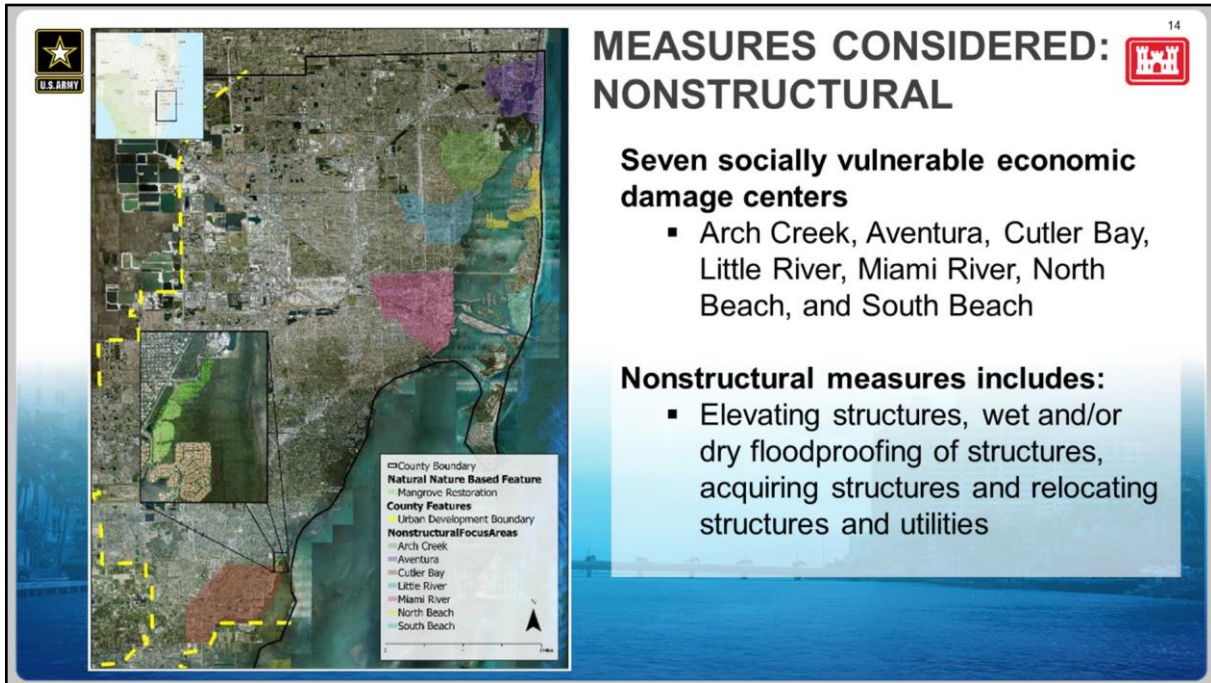 14
U.S.ARMY
MEASURES CONSIDERED:
NONSTRUCTURAL
Seven socially vulnerable economic
damage centers
▪ Arch Creek, Aventura, Cutler Bay,
Little River, Miami River, North
Beach, and South Beach
Nonstructural measures includes:
▪ Elevating structures, wet and/or
dry floodproofing of structures,
acquiring structures and relocating
structures and utilities
County Boundary
Natural Nature Based Feature
Mangrove Restoration
County Features
Urban Development Boundary
NonstructuralFocusAreas
Arch Creek
Aventura
Cutler Bay
Little River
Miami River
North Beach
South Beach